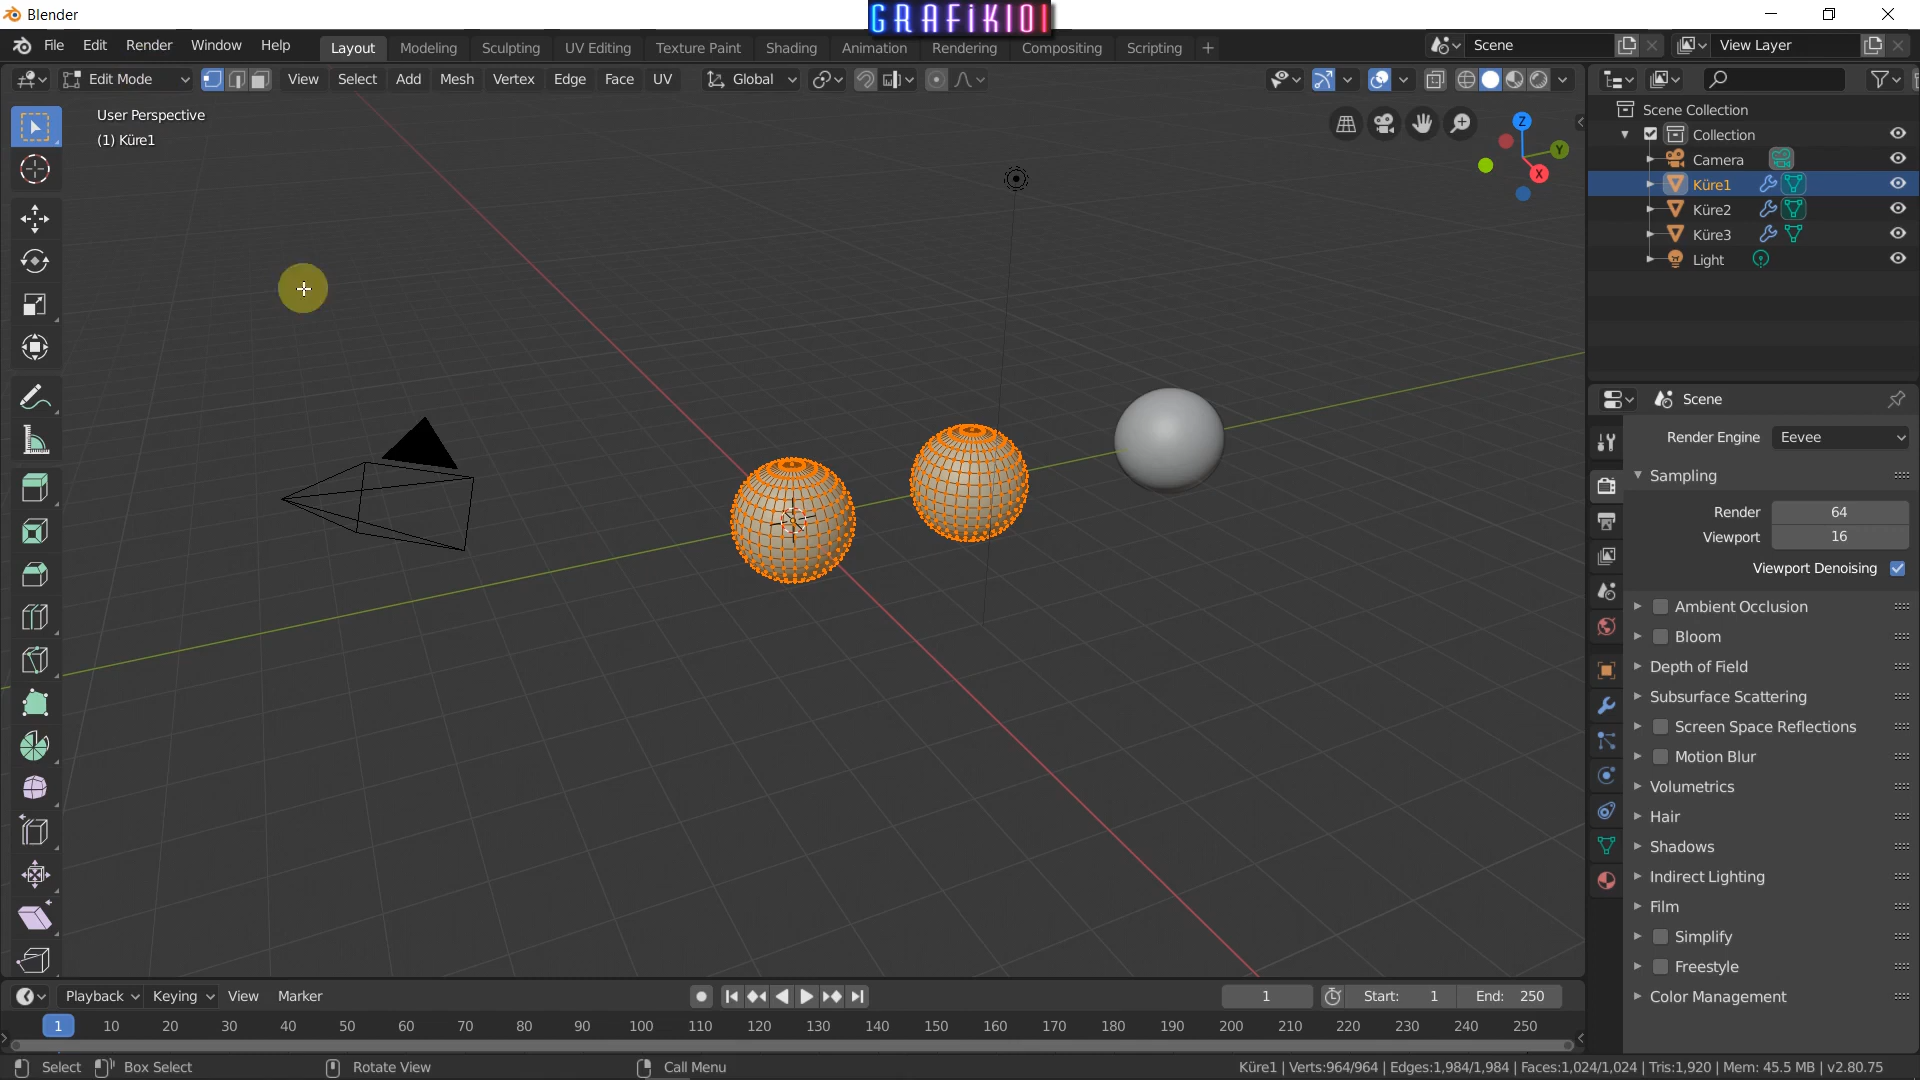 Blender
GRAFiK101
File Edit Render Window Help
Layout Modeling Sculpting UV Editing Texture Paint Shading Animation Rendering Compositing Scripting +
Scene
View Layer
Edit Mode
View Select Add Mesh Vertex Edge Face UV
Global
User Perspective
(1) Küre1
Z
Y
X
Scene Collection
Collection
Camera
Küre1
Küre2
Küre3
Light
Scene
Render Engine Eevee
Sampling
Render 64
Viewport 16
Viewport Denoising
Ambient Occlusion
Bloom
Depth of Field
Subsurface Scattering
Screen Space Reflections
Motion Blur
Volumetrics
Hair
Shadows
Indirect Lighting
Film
Simplify
Freestyle
Color Management
Playback Keying View Marker
1
Start: 1
End: 250
1 10 20 30 40 50 60 70 80 90 100 110 120 130 140 150 160 170 180 190 200 210 220 230 240 250
Select Box Select Rotate View Call Menu
Küre1 | Verts:964/964 | Edges:1,984/1,984 | Faces:1,024/1,024 | Tris:1,920 | Mem: 45.5 MB | v2.80.75